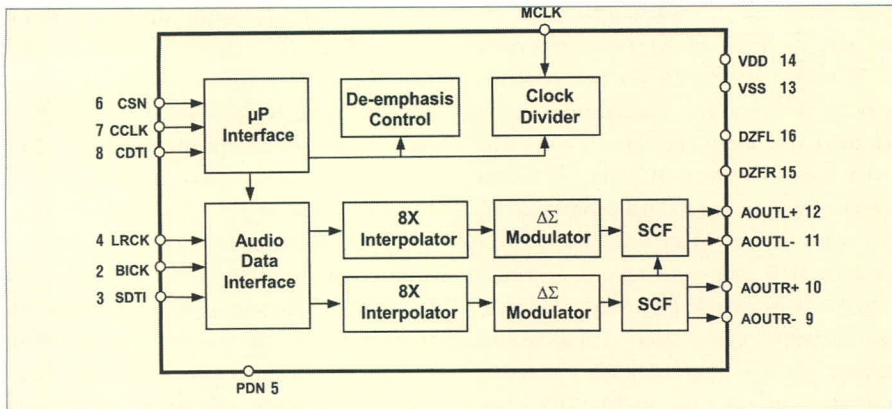 MCLK
VDD 14
VSS 13
6 CSN
7 CCLK
8 CDTI
µP
Interface
De-emphasis
Control
Clock
Divider
DZFL 16
DZFR 15
4 LRCK
2 BICK
3 SDTI
Audio
Data
Interface
8X
Interpolator
ΔΣ
Modulator
SCF
AOUTL+ 12
AOUTL- 11
8X
Interpolator
ΔΣ
Modulator
SCF
AOUTR+ 10
AOUTR- 9
PDN 5